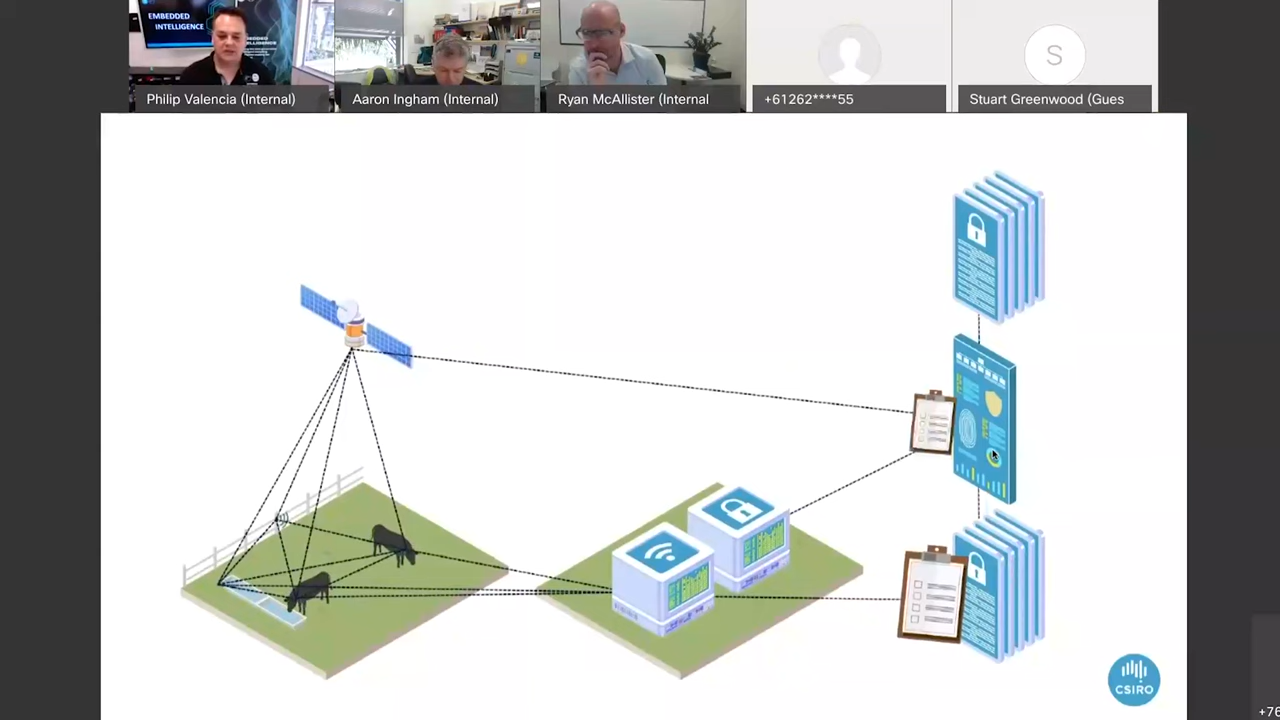 EMBEDDED
INTELLIGENCE
Philip Valencia (Internal)
Aaron Ingham (Internal)
Ryan McAllister (Internal
+61262****55
S
Stuart Greenwood (Gues
CSIRO
+76